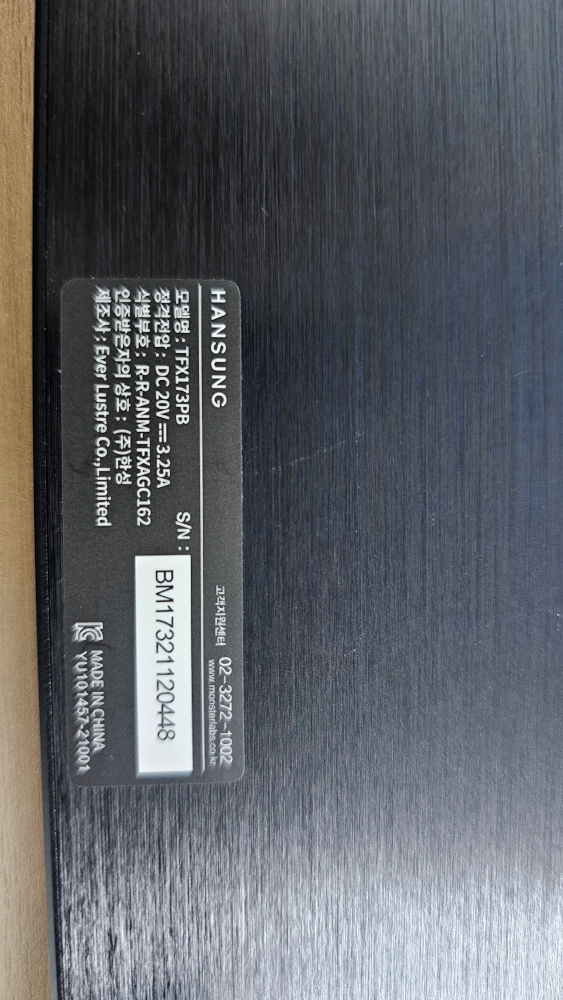 HANSUNG
고객지원센터 02-3272-1002
www.monsterlabs.co.kr
모델명 : TFX173PB
S/N :
BM17321120448
정격전압 : DC 20V ⎓ 3.25A
식별부호 : R-R-ANM-TFXAGC162
인증받은자의 상호 : (주)한성
제조사 : Ever Lustre Co.,Limited
MADE IN CHINA
YU101457-21001